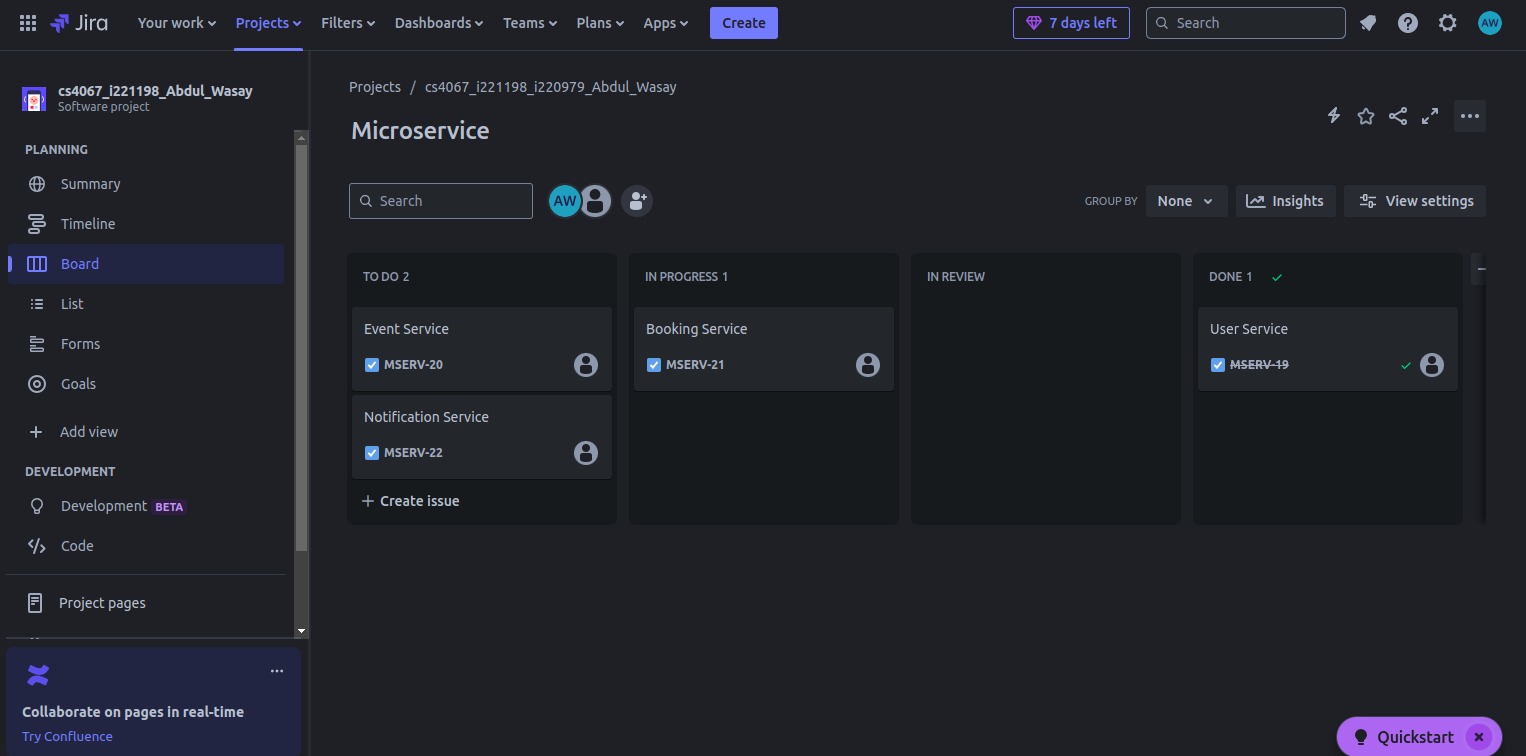 Jira Your work Projects Filters Dashboards Teams Plans Apps Create 7 days left Search AW
cs4067_i221198_Abdul_Wasay
Software project
PLANNING
Summary
Timeline
Board
List
Forms
Goals
Add view
DEVELOPMENT
Development BETA
Code
Project pages
Collaborate on pages in real-time
Try Confluence
Projects / cs4067_i221198_i220979_Abdul_Wasay
Microservice
Search AW GROUP BY None Insights View settings
TO DO 2
Event Service
MSERV-20
Notification Service
MSERV-22
Create issue
IN PROGRESS 1
Booking Service
MSERV-21
IN REVIEW
DONE 1
User Service
MSERV-19
Quickstart